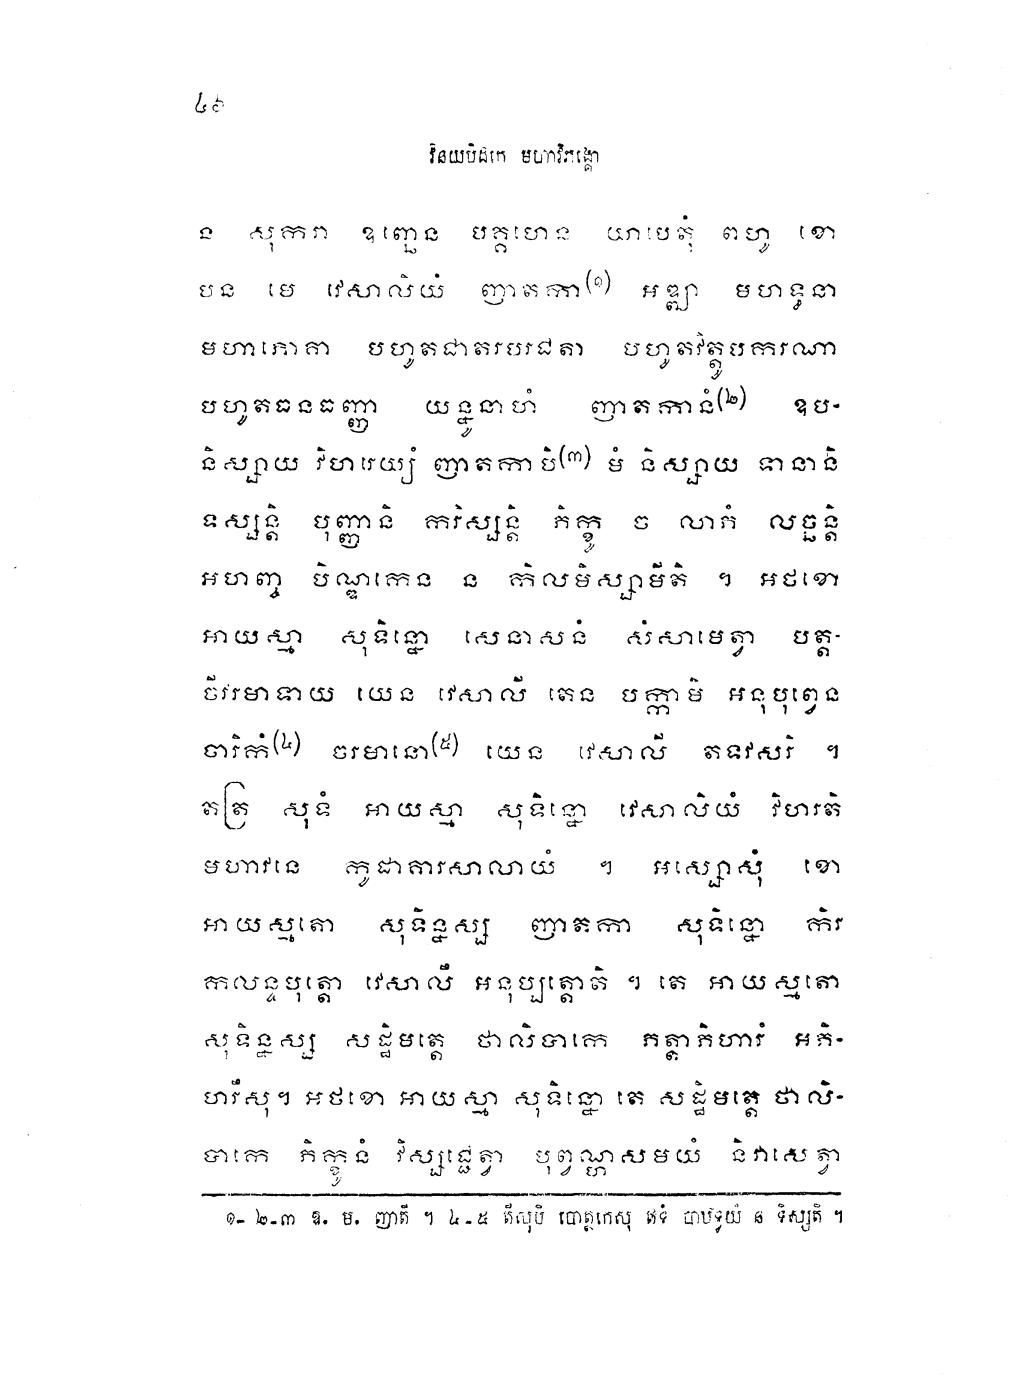 ៤៦
វិនយបិដកេ មហាវិភង្គោ
ន សុករា ឧញ្ឆេន បគ្គហេន យាបេតុំ ពហូ ខោ
បន មេ វេសាលិយំ ញាតកា(១) អឌ្ឍា មហទ្ធនា
មហាភោគា បហូតជាតរូបរជតា បហូតវិត្តូបករណា
បហូតធនធញ្ញា យន្នូនាហំ ញាតកានំ(២) ឧប-
និស្សាយ វិហរេយ្យំ ញាតកាបិ(៣) មំ និស្សាយ ទានានិ
ទស្សន្តិ បុញ្ញានិ ករិស្សន្តិ ភិក្ខូ ច លាភំ លច្ឆន្តិ
អហញ្ច បិណ្ឌកេន ន កិលមិស្សាមីតិ ។ អថខោ
អាយស្មា សុទិន្នោ សេនាសនំ សំសាមេត្វា បត្ត-
ចីវរមាទាយ យេន វេសាលី តេន បក្កាមិ អនុបុព្វេន
ចារិកំ(៤) ចរមានោ(៥) យេន វេសាលី តទវសរិ ។
តត្រ សុទំ អាយស្មា សុទិន្នោ វេសាលិយំ វិហរតិ
មហាវនេ កូដាគារសាលាយំ ។ អស្សោសុំ ខោ
អាយស្មតោ សុទិន្នស្ស ញាតកា សុទិន្នោ កិរ
កលន្ទបុត្តោ វេសាលឹ អនុប្បត្តោតិ ។ តេ អាយស្មតោ
សុទិន្នស្ស សដ្ឋិមត្តេ ថាលិបាកេ ភត្តាភិហារំ អភិ-
ហរឹសុ។ អថខោ អាយស្មា សុទិន្នោ តេ សដ្ឋិមត្តេ ថាលិ-
បាកេ ភិក្ខូនំ វិស្សជ្ជេត្វា បុព្វណ្ហសមយំ និវាសេត្វា
១-២-៣ ឱ. ម. ញាតី ។ ៤-៥ តីសុបិ បោត្ថកេសុ ឥទំ បាឋទ្វយំ ន ទិស្សតិ ។